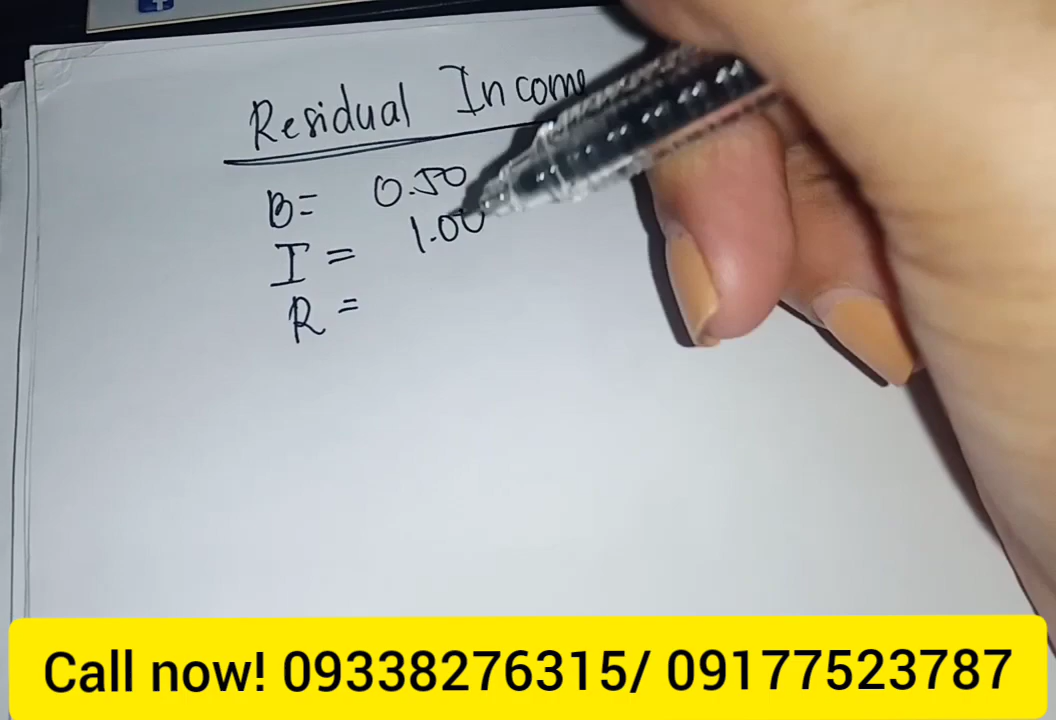 Residual Income
B= 0.50
I = 1.00
R =
Call now! 09338276315/ 09177523787